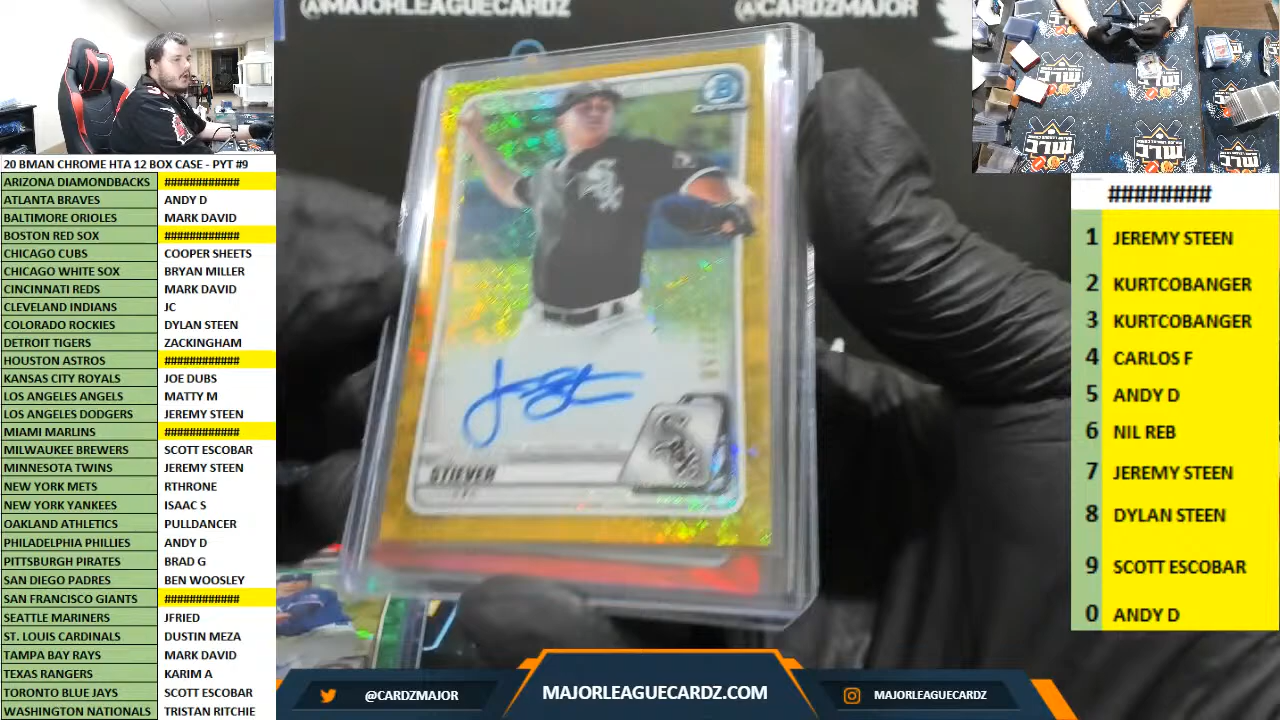 @MAJORLEAGUECARDZ
@CARDZMAJOR
20 BMAN CHROME HTA 12 BOX CASE - PYT #9
ARIZONA DIAMONDBACKS ############
ATLANTA BRAVES ANDY D
BALTIMORE ORIOLES MARK DAVID
BOSTON RED SOX ############
CHICAGO CUBS COOPER SHEETS
CHICAGO WHITE SOX BRYAN MILLER
CINCINNATI REDS MARK DAVID
CLEVELAND INDIANS JC
COLORADO ROCKIES DYLAN STEEN
DETROIT TIGERS ZACKINGHAM
HOUSTON ASTROS ############
KANSAS CITY ROYALS JOE DUBS
LOS ANGELES ANGELS MATTY M
LOS ANGELES DODGERS JEREMY STEEN
MIAMI MARLINS ############
MILWAUKEE BREWERS SCOTT ESCOBAR
MINNESOTA TWINS JEREMY STEEN
NEW YORK METS RTHRONE
NEW YORK YANKEES ISAAC S
OAKLAND ATHLETICS PULLDANCER
PHILADELPHIA PHILLIES ANDY D
PITTSBURGH PIRATES BRAD G
SAN DIEGO PADRES BEN WOOSLEY
SAN FRANCISCO GIANTS ############
SEATTLE MARINERS JFRIED
ST. LOUIS CARDINALS DUSTIN MEZA
TAMPA BAY RAYS MARK DAVID
TEXAS RANGERS KARIM A
TORONTO BLUE JAYS SCOTT ESCOBAR
WASHINGTON NATIONALS TRISTAN RITCHIE
Sox
STIEVER
Sox
########
1 JEREMY STEEN
2 KURTCOBANGER
3 KURTCOBANGER
4 CARLOS F
5 ANDY D
6 NIL REB
7 JEREMY STEEN
8 DYLAN STEEN
9 SCOTT ESCOBAR
0 ANDY D
@CARDZMAJOR
MAJORLEAGUECARDZ.COM
MAJORLEAGUECARDZ